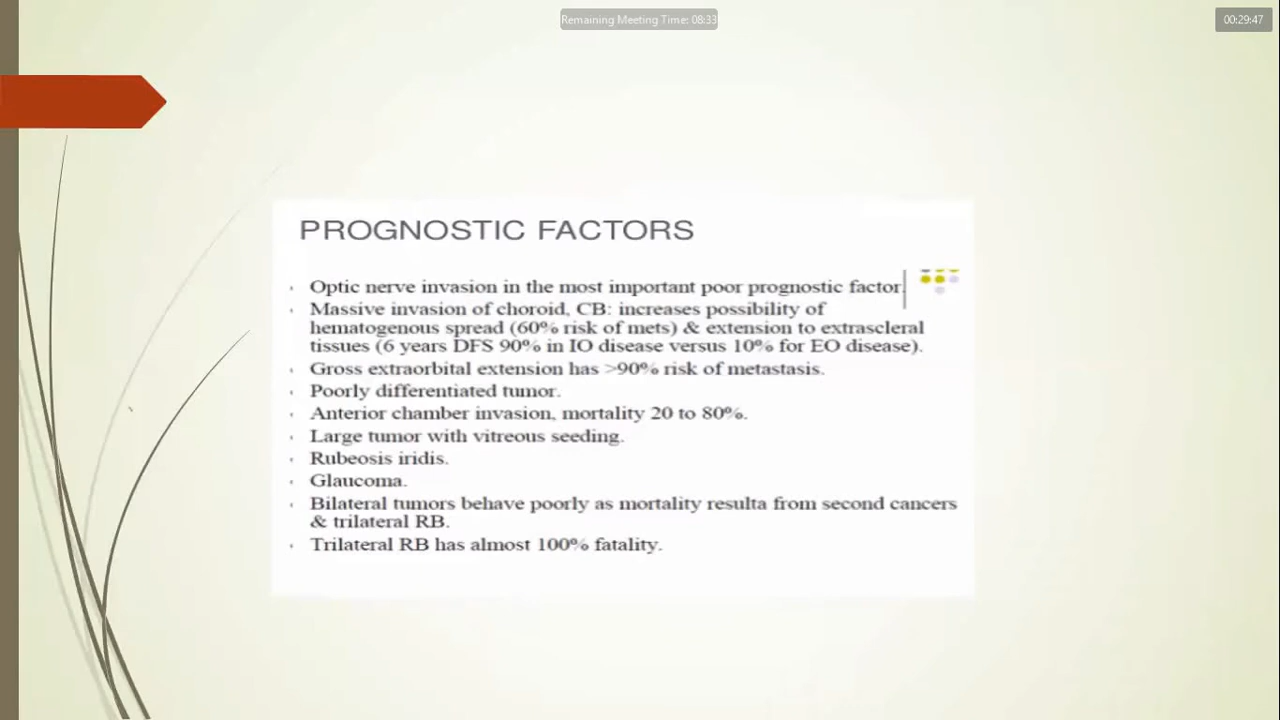 Remaining Meeting Time: 08:33
00:29:47
PROGNOSTIC FACTORS
Optic nerve invasion in the most important poor prognostic factor.
Massive invasion of choroid, CB: increases possibility of
hematogenous spread (60% risk of mets) & extension to extrascleral
tissues (6 years DFS 90% in IO disease versus 10% for EO disease).
Gross extraorbital extension has >90% risk of metastasis.
Poorly differentiated tumor.
Anterior chamber invasion, mortality 20 to 80%.
Large tumor with vitreous seeding.
Rubeosis iridis.
Glaucoma.
Bilateral tumors behave poorly as mortality resulta from second cancers
& trilateral RB.
Trilateral RB has almost 100% fatality.